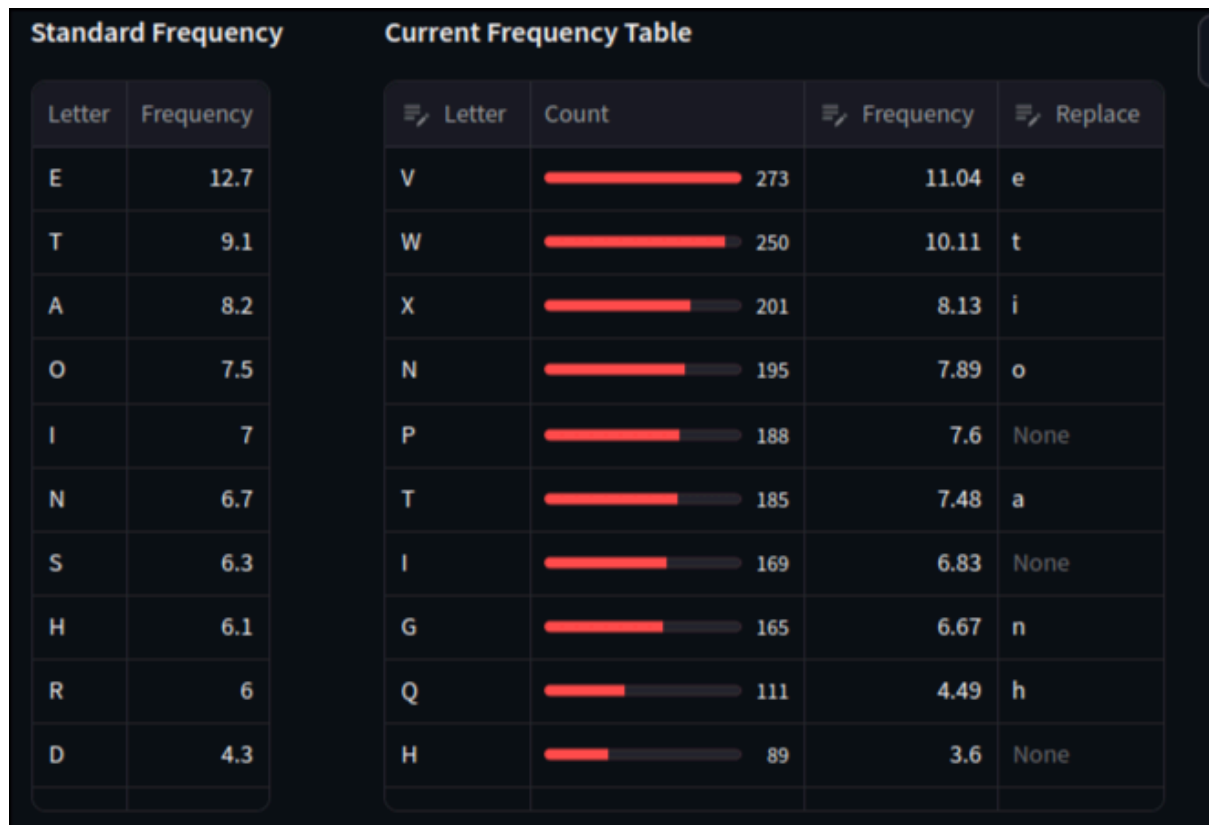 Standard Frequency Current Frequency Table
Letter Frequency Letter Count Frequency Replace
E 12.7 V 273 11.04 e
T 9.1 W 250 10.11 t
A 8.2 X 201 8.13 i
O 7.5 N 195 7.89 o
I 7 P 188 7.6 None
N 6.7 T 185 7.48 a
S 6.3 I 169 6.83 None
H 6.1 G 165 6.67 n
R 6 Q 111 4.49 h
D 4.3 H 89 3.6 None